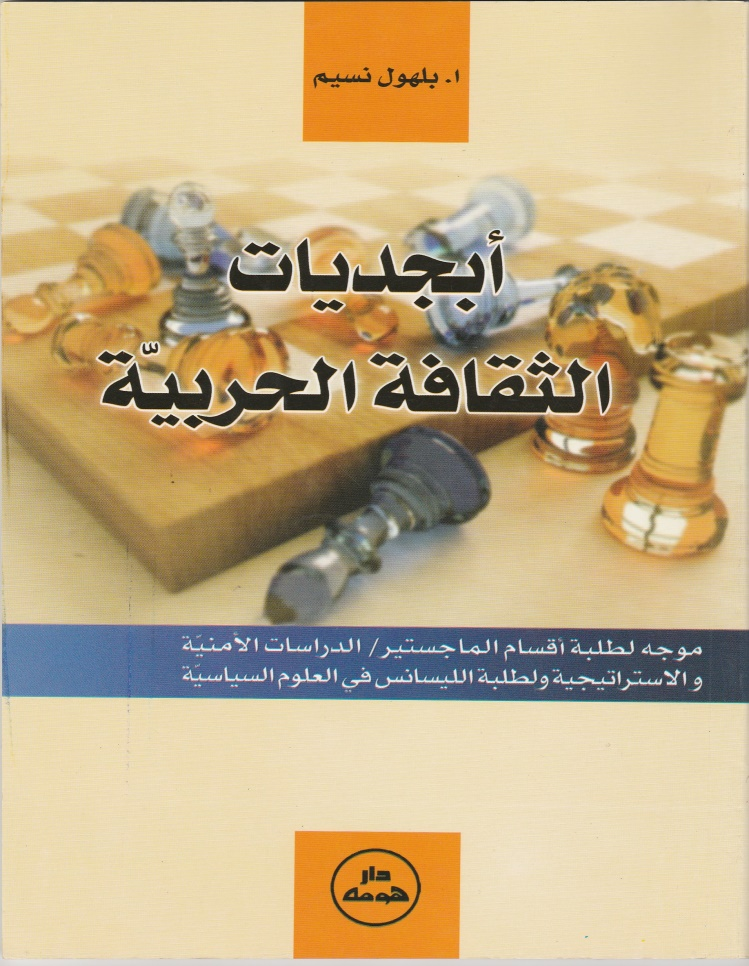 ا. بلهول نسيم
أبجديات
الثقافة الحربيّة
موجه لطلبة أقسام الماجستير/ الدراسات الأمنيّة
والاستراتيجية ولطلبة الليسانس في العلوم السياسيّة
دار
هومه